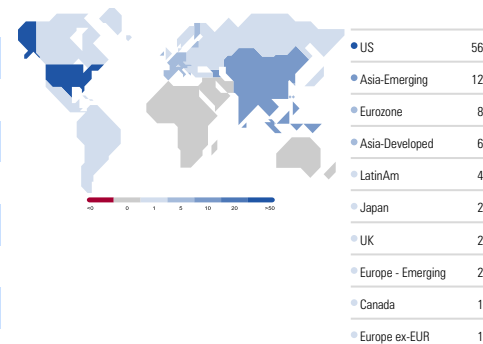 US 56
Asia-Emerging 12
Eurozone 8
Asia-Developed 6
LatinAm 4
Japan 2
UK 2
Europe - Emerging 2
Canada 1
Europe ex-EUR 1
<0 0 1 5 10 20 >50